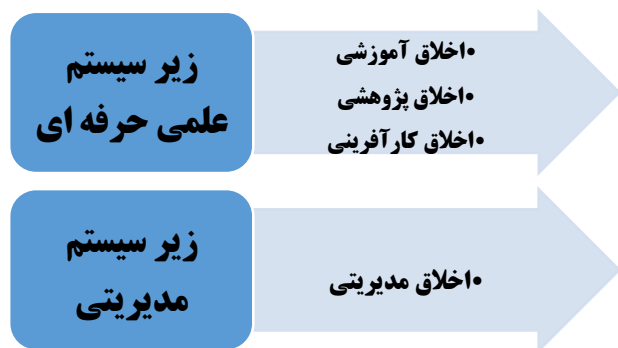 زیر سیستم
علمی حرفه ای
•اخلاق آموزشی
•اخلاق پژوهشی
•اخلاق کارآفرینی
زیر سیستم
مدیریتی
•اخلاق مدیریتی